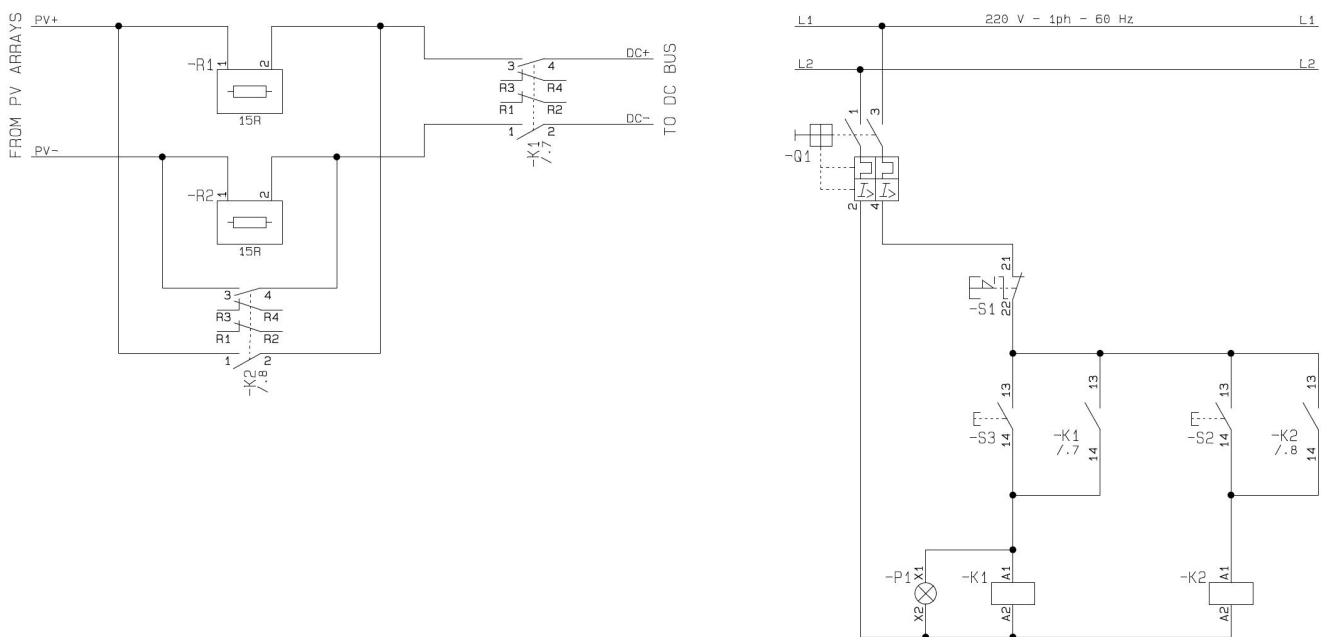 FROM PV ARRAYS
PV+
-R1
1
2
15R
PV-
-R2
1
2
15R
3
4
R3
R4
R1
R2
1
2
-K2
/.8
3
4
R3
R4
R1
R2
1
2
-K1
/.7
DC+
DC-
TO DC BUS
L1
220 V - 1ph - 60 Hz
L1
L2
L2
1
3
-Q1
I>
I>
2
4
21
-S1
22
13
-S3
14
13
-K1
/.7
14
13
-S2
14
13
-K2
/.8
14
-P1
X1
X2
-K1
A1
A2
-K2
A1
A2